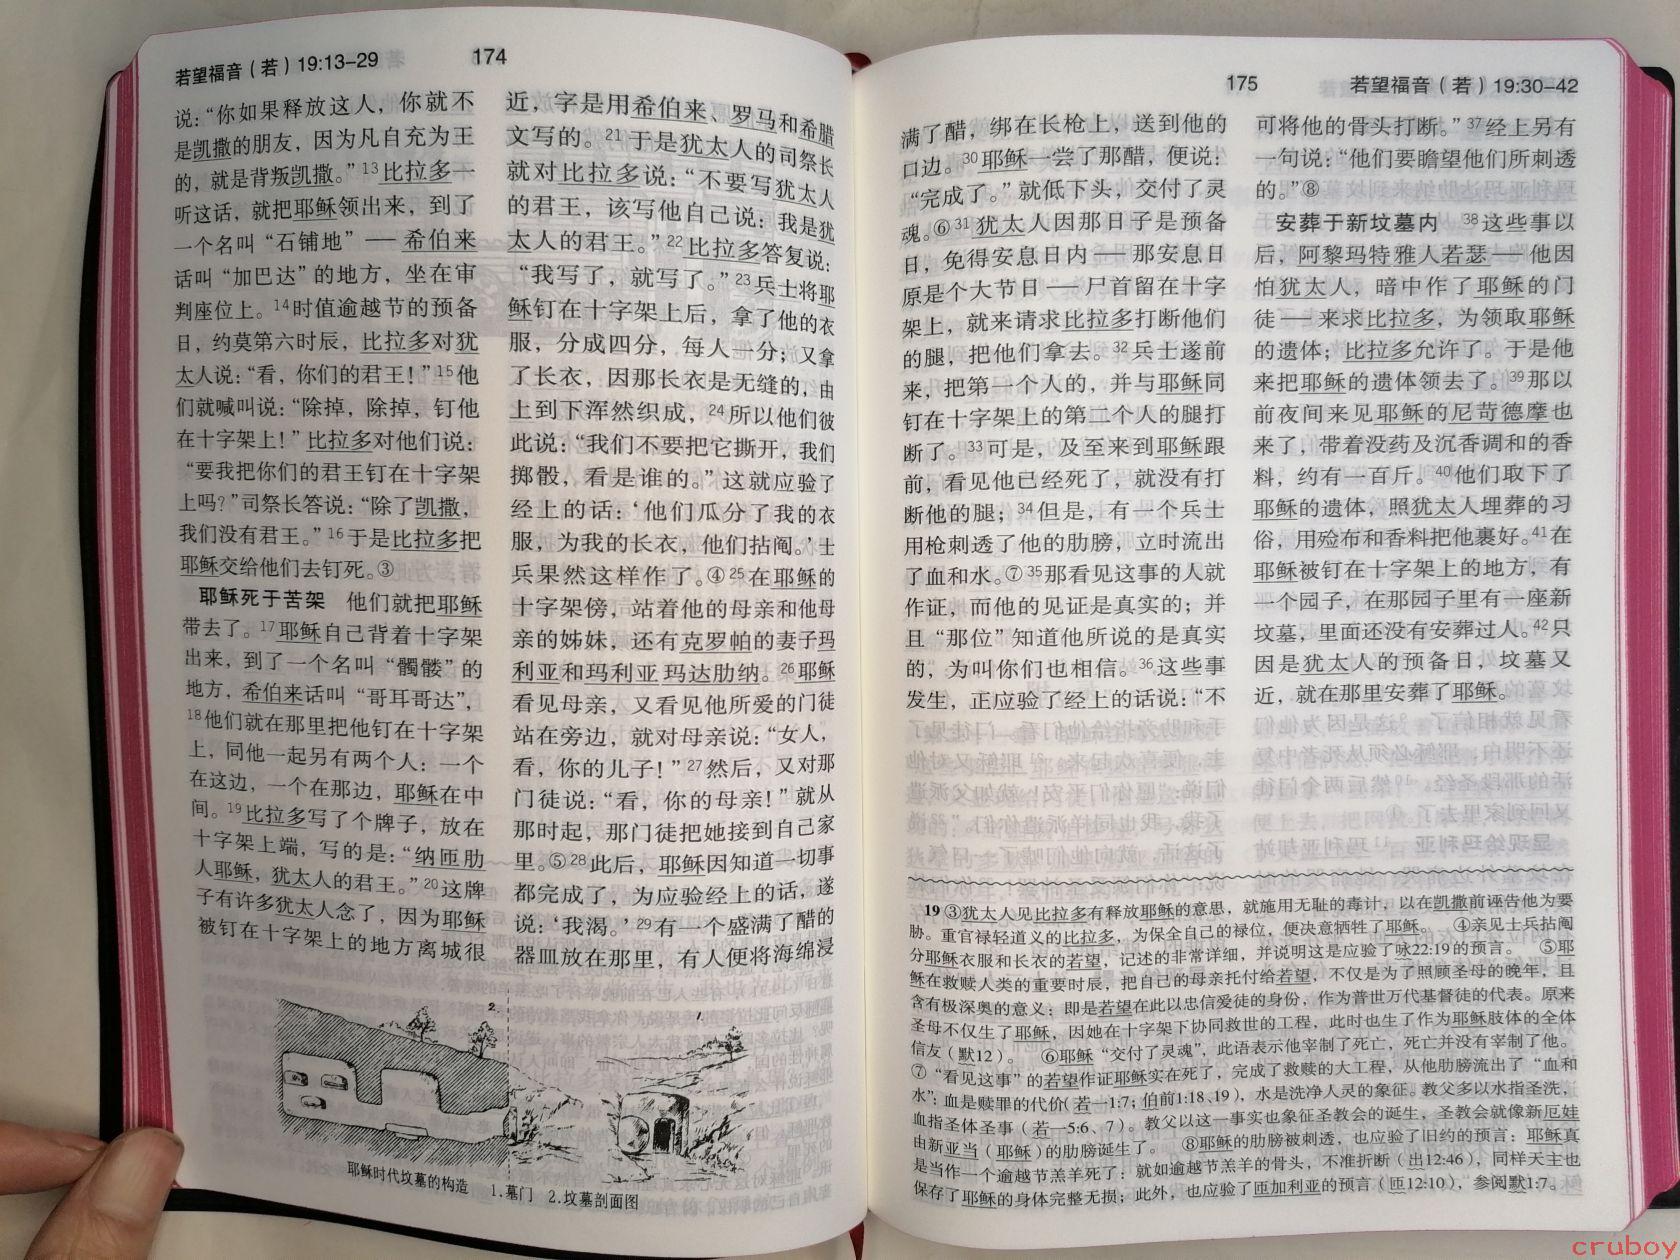 若望福音（若）19:13–29
174
说：“你如果释放这人，你就不
是凯撒的朋友，因为凡自充为王
的，就是背叛凯撒。”13比拉多一
听这话，就把耶稣领出来，到了
一个名叫“石铺地”——希伯来
话叫“加巴达”的地方，坐在审
判座位上。14时值逾越节的预备
日，约莫第六时辰，比拉多对犹
太人说：“看，你们的君王！”15他
们就喊叫说：“除掉，除掉，钉他
在十字架上！”比拉多对他们说：
“要我把你们的君王钉在十字架
上吗？”司祭长答说：“除了凯撒，
我们没有君王。”16于是比拉多把
耶稣交给他们去钉死。③
耶稣死于苦架 他们就把耶稣
带去了。17耶稣自己背着十字架
出来，到了一个名叫“髑髅”的
地方，希伯来话叫“哥耳哥达”，
18他们就在那里把他钉在十字架
上，同他一起另有两个人：一个
在这边，一个在那边，耶稣在中
间。19比拉多写了个牌子，放在
十字架上端，写的是：“纳匝肋
人耶稣，犹太人的君王。”20这牌
子有许多犹太人念了，因为耶稣
被钉在十字架上的地方离城很
近，字是用希伯来、罗马和希腊
文写的。21于是犹太人的司祭长
就对比拉多说：“不要写犹太人
的君王，该写他自己说：我是犹
太人的君王。”22比拉多答复说：
“我写了，就写了。”23兵士将耶
稣钉在十字架上后，拿了他的衣
服，分成四分，每人一分；又拿
了长衣，因那长衣是无缝的，由
上到下浑然织成，24所以他们彼
此说：“我们不要把它撕开，我们
掷骰，看是谁的。”这就应验了
经上的话：‘他们瓜分了我的衣
服，为我的长衣，他们拈阄。’士
兵果然这样作了。④25在耶稣的
十字架傍，站着他的母亲和他母
亲的姊妹，还有克罗帕的妻子玛
利亚和玛利亚玛达肋纳。26耶稣
看见母亲，又看见他所爱的门徒
站在旁边，就对母亲说：“女人，
看，你的儿子！”27然后，又对那
门徒说：“看，你的母亲！”就从
那时起，那门徒把她接到自己家
里。⑤28此后，耶稣因知道一切事
都完成了，为应验经上的话，遂
说：‘我渴。’29有一个盛满了醋的
器皿放在那里，有人便将海绵浸
2.
1.
耶稣时代坟墓的构造 1.墓门 2.坟墓剖面图
175
若望福音（若）19:30–42
满了醋，绑在长枪上，送到他的
口边。30耶稣一尝了那醋，便说：
“完成了。”就低下头，交付了灵
魂。⑥31犹太人因那日子是预备
日，免得安息日内——那安息日
原是个大节日——尸首留在十字
架上，就来请求比拉多打断他们
的腿，把他们拿去。32兵士遂前
来，把第一个人的，并与耶稣同
钉在十字架上的第二个人的腿打
断了。33可是，及至来到耶稣跟
前，看见他已经死了，就没有打
断他的腿；34但是，有一个兵士
用枪刺透了他的肋膀，立时流出
了血和水。⑦35那看见这事的人就
作证，而他的见证是真实的；并
且“那位”知道他所说的是真实
的，为叫你们也相信。36这些事
发生，正应验了经上的话说：“不
可将他的骨头打断。”37经上另有
一句说：“他们要瞻望他们所刺透
的。”⑧
安葬于新坟墓内 38这些事以
后，阿黎玛特雅人若瑟——他因
怕犹太人，暗中作了耶稣的门
徒——来求比拉多，为领取耶稣
的遗体；比拉多允许了。于是他
来把耶稣的遗体领去了。39那以
前夜间来见耶稣的尼苛德摩也
来了，带着没药及沉香调和的香
料，约有一百斤。40他们取下了
耶稣的遗体，照犹太人埋葬的习
俗，用殓布和香料把他裹好。41在
耶稣被钉在十字架上的地方，有
一个园子，在那园子里有一座新
坟墓，里面还没有安葬过人。42只
因是犹太人的预备日，坟墓又
近，就在那里安葬了耶稣。
19 ③犹太人见比拉多有释放耶稣的意思，就施用无耻的毒计，以在凯撒前诬告他为要
胁。重官禄轻道义的比拉多，为保全自己的禄位，便决意牺牲了耶稣。 ④亲见士兵拈阄
分耶稣衣服和长衣的若望，记述的非常详细，并说明这是应验了咏22:19的预言。 ⑤耶
稣在救赎人类的重要时辰，把自己的母亲托付给若望，不仅是为了照顾圣母的晚年，且
含有极深奥的意义；即是若望在此以忠信爱徒的身份，作为普世万代基督徒的代表。原来
圣母不仅生了耶稣，因她在十字架下协同救世的工程，此时也生了作为耶稣肢体的全体
信友（默12）。 ⑥耶稣“交付了灵魂”，此语表示他宰制了死亡，死亡并没有宰制了他。
⑦“看见这事”的若望作证耶稣实在死了，完成了救赎的大工程，从他肋膀流出了“血和
水”：血是赎罪的代价（若一1:7；伯前1:18、19），水是洗净人灵的象征。教父多以水指圣洗，
血指圣体圣事（若一5:6、7）。教父以这一事实也象征圣教会的诞生，圣教会就像新厄娃
由新亚当（耶稣）的肋膀诞生了。 ⑧耶稣的肋膀被刺透，也应验了旧约的预言：耶稣真
是当作一个逾越节羔羊死了：就如逾越节羔羊的骨头，不准折断（出12:46），同样天主也
保存了耶稣的身体完整无损；此外，也应验了匝加利亚的预言（匝12:10），参阅默1:7。
cruboy